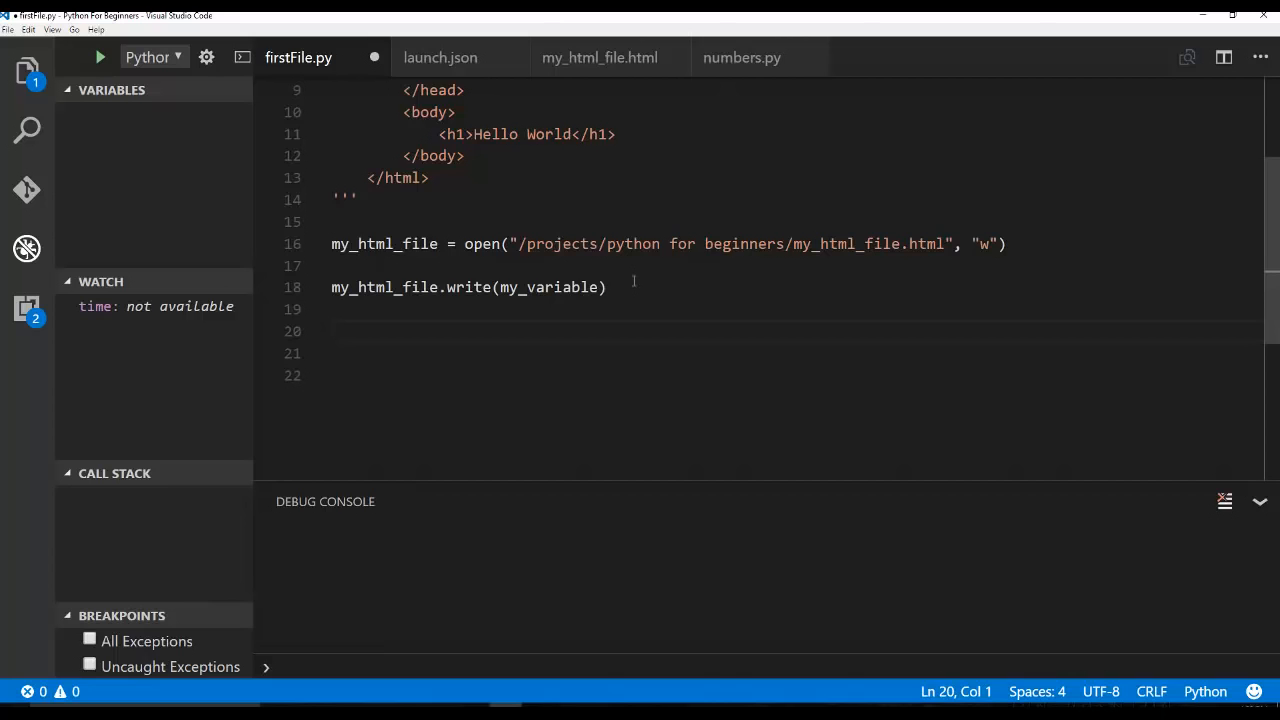 firstFile.py - Python For Beginners - Visual Studio Code
File Edit View Go Help
Python
firstFile.py
launch.json
my_html_file.html
numbers.py
1
2
VARIABLES
WATCH
time: not available
CALL STACK
BREAKPOINTS
All Exceptions
Uncaught Exceptions
9 </head>
10 <body>
11 <h1>Hello World</h1>
12 </body>
13 </html>
14 '''
15
16 my_html_file = open("/projects/python for beginners/my_html_file.html", "w")
17
18 my_html_file.write(my_variable)
19
20
21
22
DEBUG CONSOLE
0 0 Ln 20, Col 1 Spaces: 4 UTF-8 CRLF Python